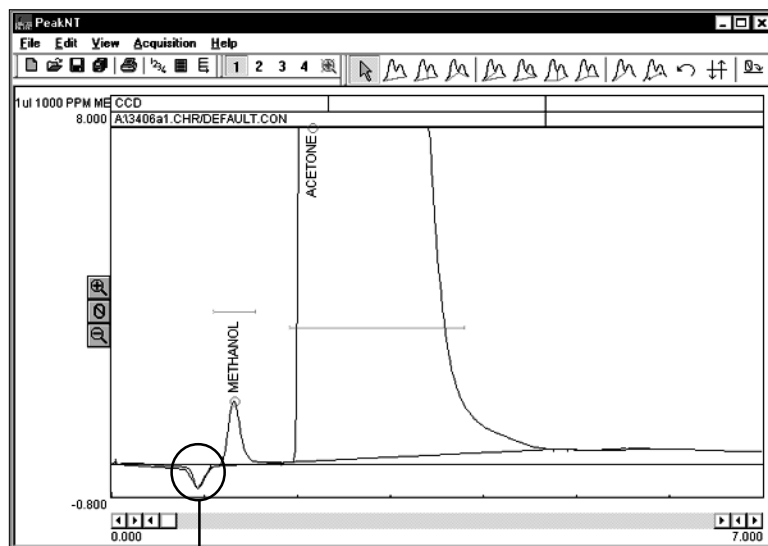 PeakNT
File Edit View Acquisition Help
1 2 3 4
1ul 1000 PPM ME CCD
8.000 A:\3406a1.CHR/DEFAULT.CON
ACETONE
METHANOL
-0.800
0.000 7.000